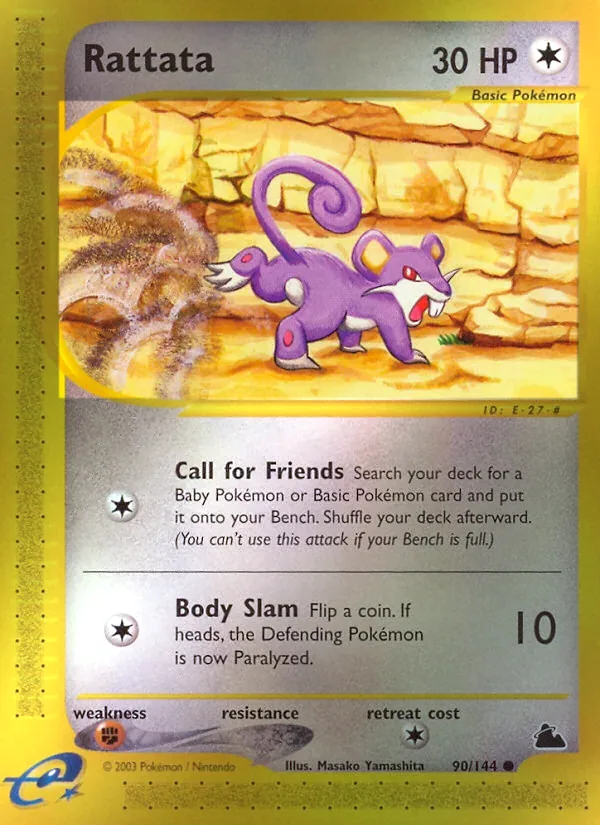 Rattata
30 HP
Basic Pokémon
ID: E-27-#
Call for Friends Search your deck for a
Baby Pokémon or Basic Pokémon card and put
it onto your Bench. Shuffle your deck afterward.
(You can't use this attack if your Bench is full.)
Body Slam Flip a coin. If
heads, the Defending Pokémon
is now Paralyzed.
10
weakness resistance retreat cost
© 2003 Pokémon / Nintendo Illus. Masako Yamashita 90/144
e